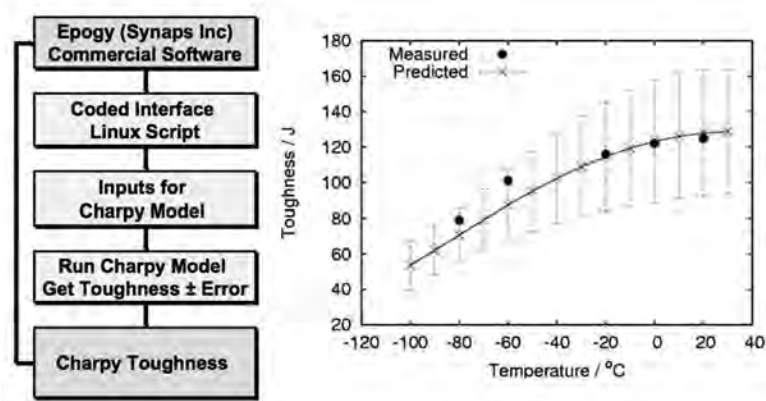 Epogy (Synaps Inc)
Commercial Software
Coded Interface
Linux Script
Inputs for
Charpy Model
Run Charpy Model
Get Toughness ± Error
Charpy Toughness
Measured
Predicted
Toughness / J
180
160
140
120
100
80
60
40
20
-120 -100 -80 -60 -40 -20 0 20 40
Temperature / °C